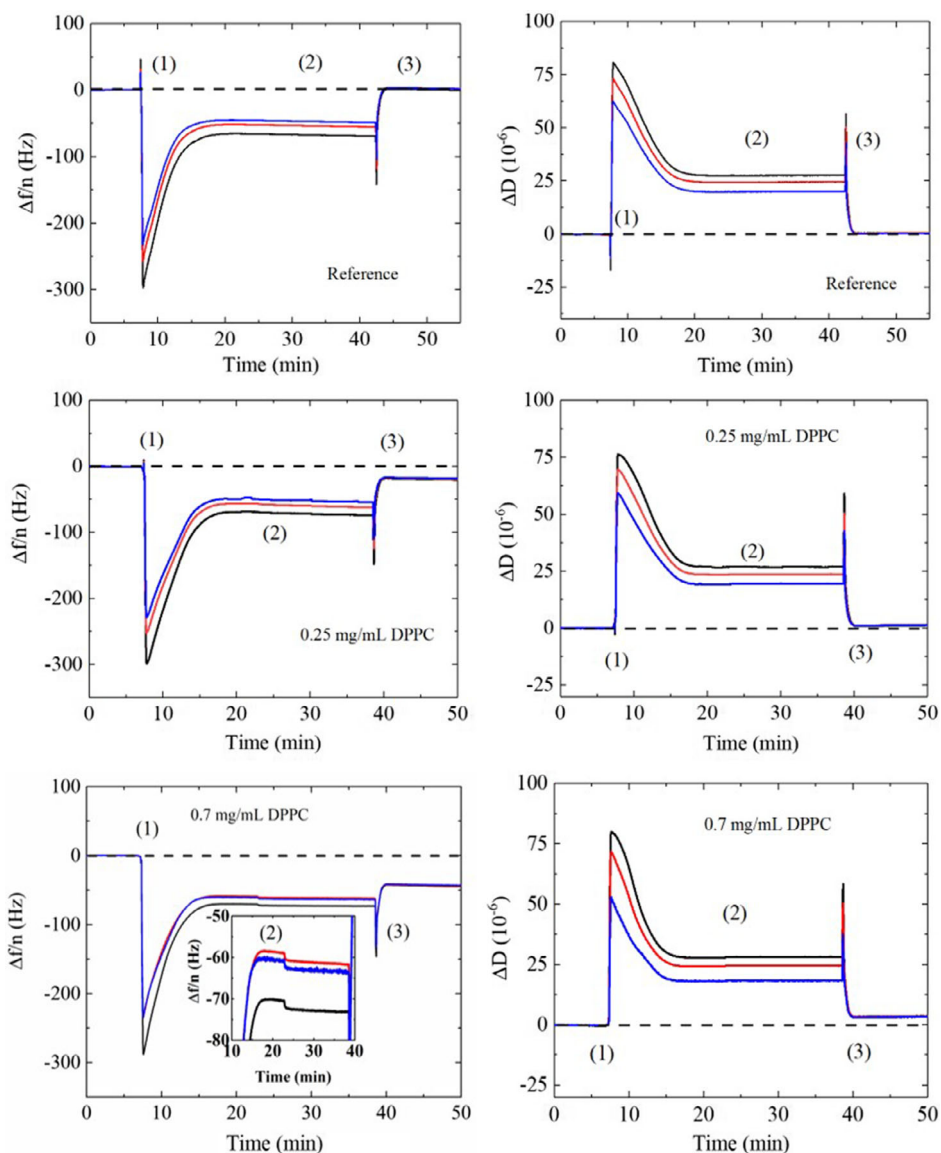 100
0
-100
-200
-300
Δf/n (Hz)
(1)
(2)
(3)
Reference
0 10 20 30 40 50
Time (min)
75
50
25
0
-25
ΔD (10⁻⁶)
(1)
(2)
(3)
Reference
0 10 20 30 40 50
Time (min)
100
0
-100
-200
-300
Δf/n (Hz)
(1)
(2)
(3)
0.25 mg/mL DPPC
0 10 20 30 40 50
Time (min)
100
75
50
25
0
-25
ΔD (10⁻⁶)
0.25 mg/mL DPPC
(1)
(2)
(3)
0 10 20 30 40 50
Time (min)
100
0
-100
-200
-300
Δf/n (Hz)
0.7 mg/mL DPPC
(1)
(3)
-50
-60
-70
-80
Δf/n (Hz)
(2)
10 20 30 40
Time (min)
0 10 20 30 40 50
Time (min)
100
75
50
25
0
-25
ΔD (10⁻⁶)
0.7 mg/mL DPPC
(1)
(2)
(3)
0 10 20 30 40 50
Time (min)